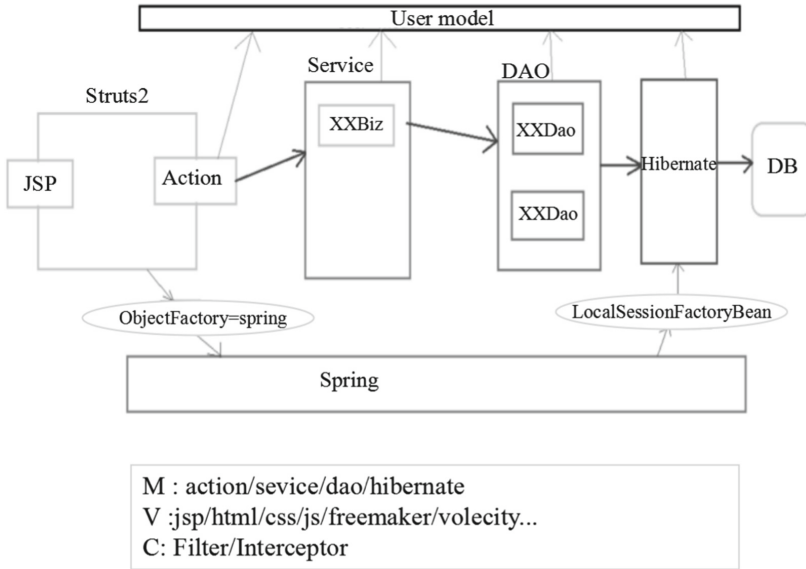 User model
Service
DAO
Struts2
XXBiz
XXDao
JSP
Action
Hibernate
DB
XXDao
ObjectFactory=spring
LocalSessionFactoryBean
Spring
M : action/sevice/dao/hibernate
V :jsp/html/css/js/freemaker/volecity...
C: Filter/Interceptor